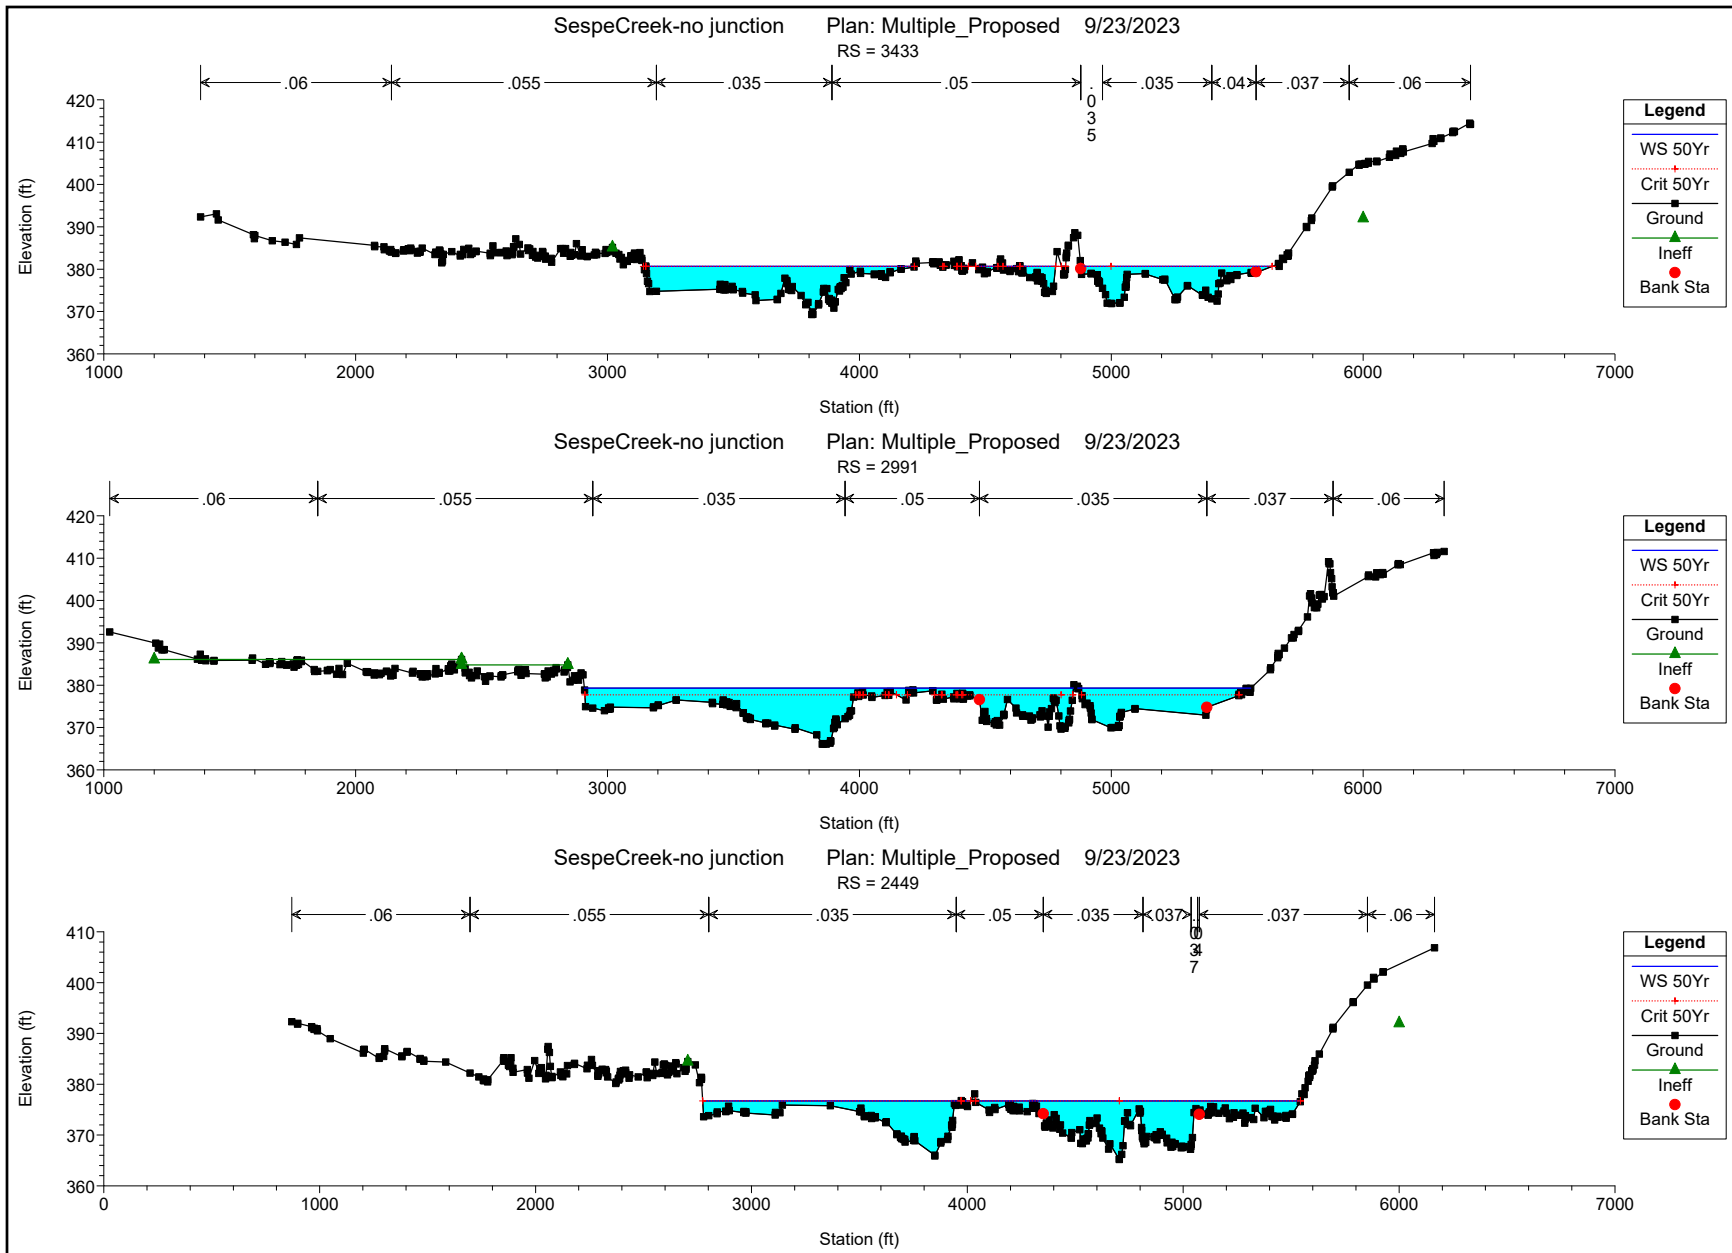 SespeCreek-no junction Plan: Multiple_Proposed 9/23/2023
RS = 3433
.06 .055 .035 .05 .035 .035 .04 .037 .06
420
410
400
390
380
370
360
Elevation (ft)
1000 2000 3000 4000 5000 6000 7000
Station (ft)
Legend
WS 50Yr
Crit 50Yr
Ground
Ineff
Bank Sta
SespeCreek-no junction Plan: Multiple_Proposed 9/23/2023
RS = 2991
.06 .055 .035 .05 .035 .037 .06
420
410
400
390
380
370
360
Elevation (ft)
1000 2000 3000 4000 5000 6000 7000
Station (ft)
Legend
WS 50Yr
Crit 50Yr
Ground
Ineff
Bank Sta
SespeCreek-no junction Plan: Multiple_Proposed 9/23/2023
RS = 2449
.06 .055 .035 .05 .035 .037 .037 .04 .037 .06
410
400
390
380
370
360
Elevation (ft)
0 1000 2000 3000 4000 5000 6000 7000
Station (ft)
Legend
WS 50Yr
Crit 50Yr
Ground
Ineff
Bank Sta